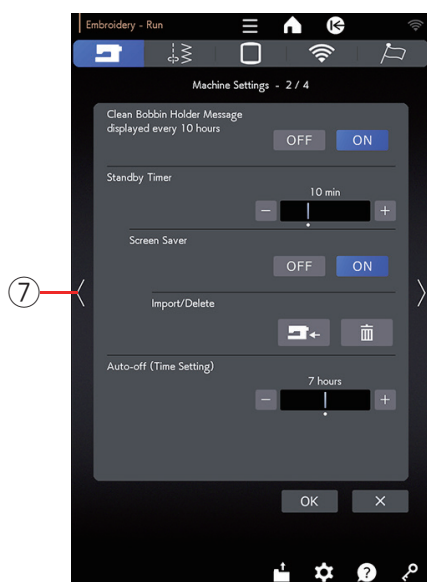 Embroidery - Run
Machine Settings - 2 / 4
Clean Bobbin Holder Message
displayed every 10 hours
OFF ON
Standby Timer
10 min
− +
Screen Saver
OFF ON
⑦
Import/Delete
Auto-off (Time Setting)
7 hours
− +
OK ×
?